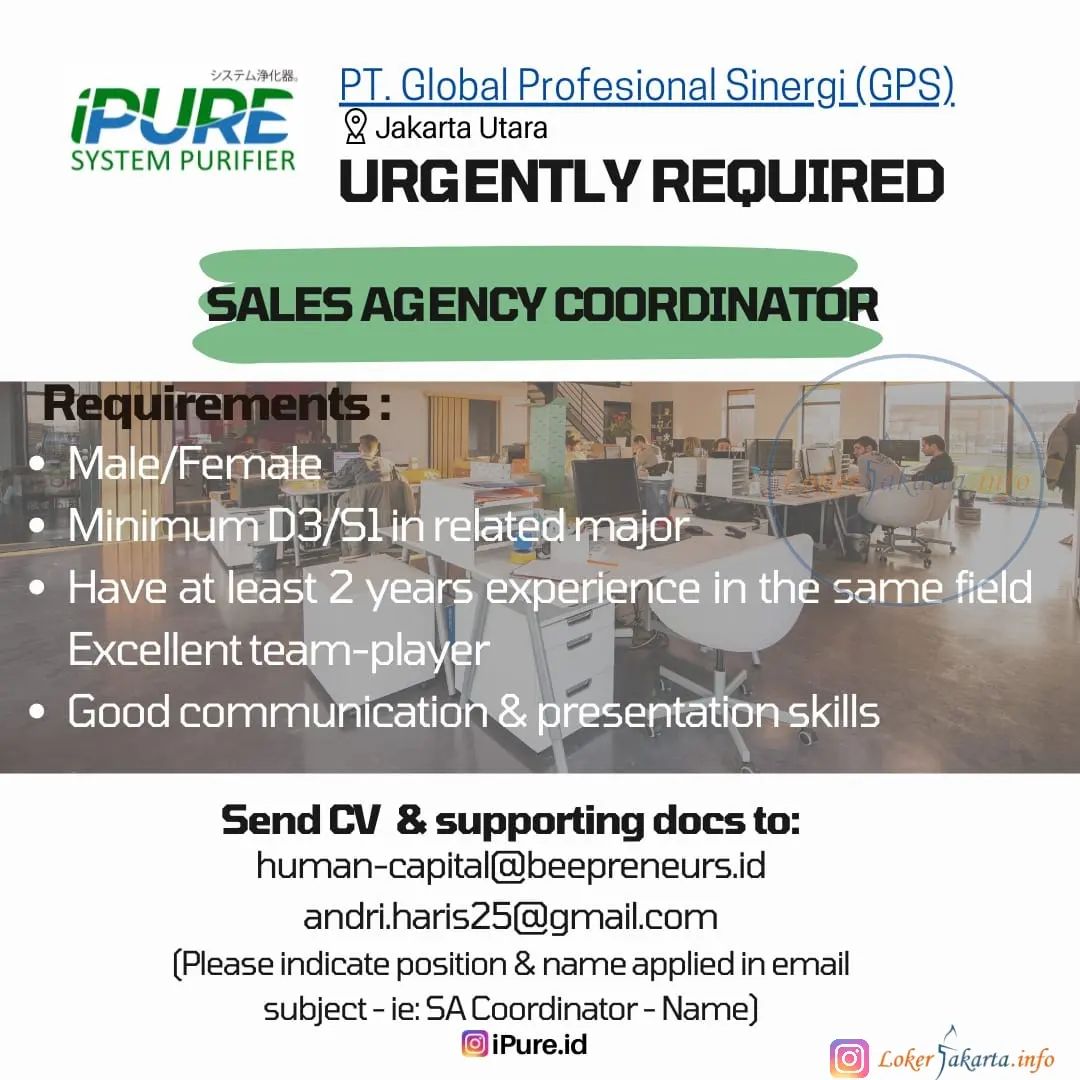 システム浄化器。
iPURE
SYSTEM PURIFIER
PT. Global Profesional Sinergi (GPS)
Jakarta Utara
URGENTLY REQUIRED
SALES AGENCY COORDINATOR
Requirements :
• Male/Female
• Minimum D3/S1 in related major
• Have at least 2 years experience in the same field
Excellent team-player
• Good communication & presentation skills
Loker Jakarta.info
Send CV & supporting docs to:
human-capital@beepreneurs.id
andri.haris25@gmail.com
(Please indicate position & name applied in email
subject - ie: SA Coordinator - Name)
iPure.id
Loker Jakarta.info